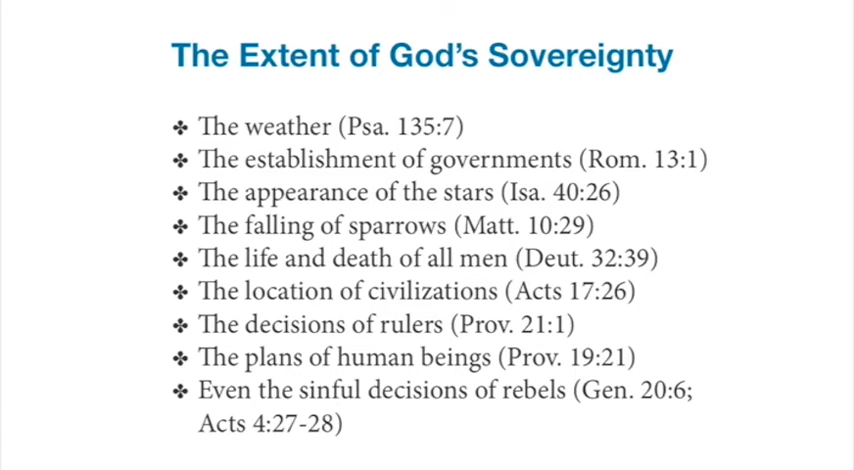 The Extent of God's Sovereignty
✤ The weather (Psa. 135:7)
✤ The establishment of governments (Rom. 13:1)
✤ The appearance of the stars (Isa. 40:26)
✤ The falling of sparrows (Matt. 10:29)
✤ The life and death of all men (Deut. 32:39)
✤ The location of civilizations (Acts 17:26)
✤ The decisions of rulers (Prov. 21:1)
✤ The plans of human beings (Prov. 19:21)
✤ Even the sinful decisions of rebels (Gen. 20:6;
Acts 4:27-28)